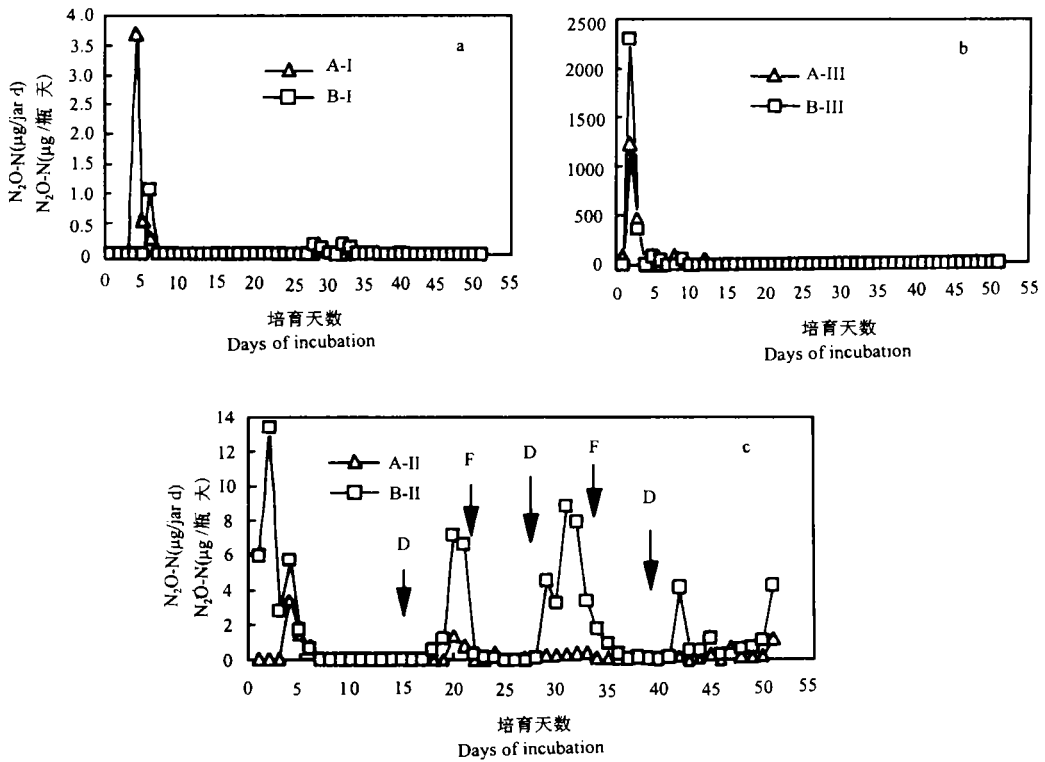 a
4.0
3.5
3.0
2.5
2.0
1.5
1.0
0.5
0
N₂O-N(μg/jar d)
N₂O-N(μg/瓶 天)
A-I
B-I
0 5 10 15 20 25 30 35 40 45 50 55
培育天数
Days of incubation
b
2500
2000
1500
1000
500
0
A-III
B-III
0 5 10 15 20 25 30 35 40 45 50 55
培育天数
Days of incubation
c
14
12
10
8
6
4
2
0
N₂O-N(μg/jar d)
N₂O-N(μg/瓶 天)
A-II
B-II
D
F
D
F
D
0 5 10 15 20 25 30 35 40 45 50 55
培育天数
Days of incubation